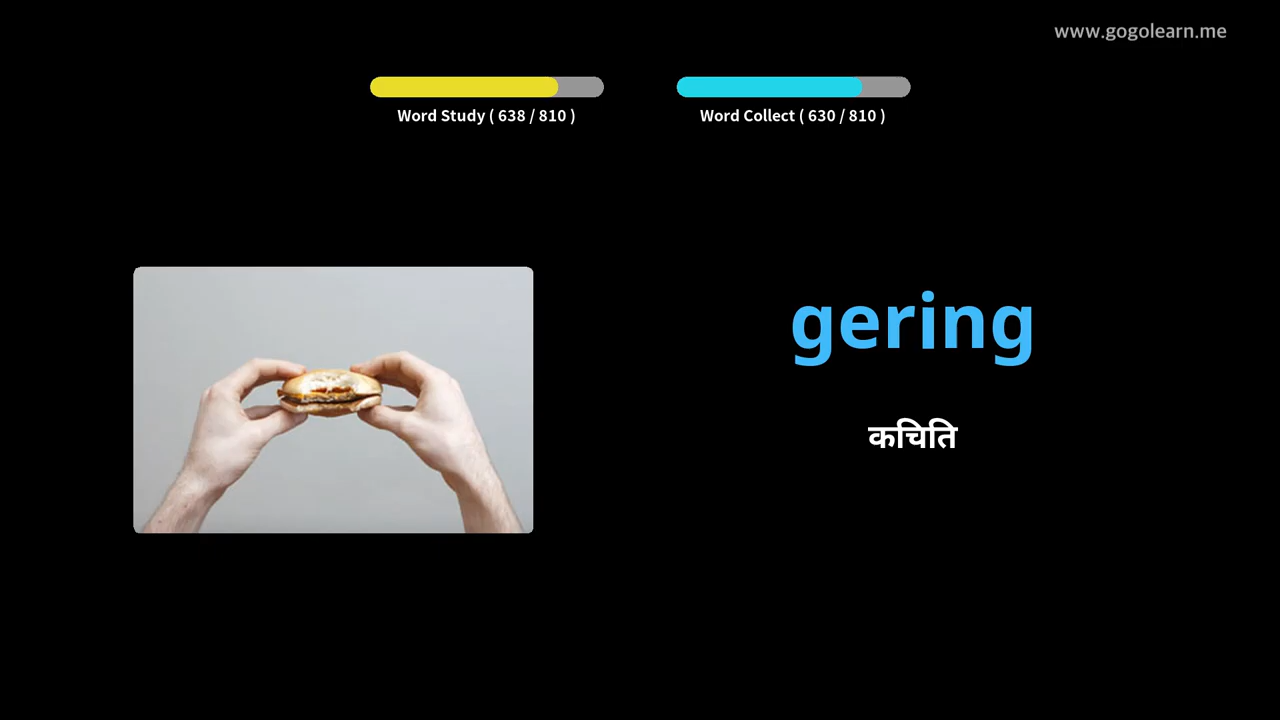 www.gogolearn.me
Word Study ( 638 / 810 )
Word Collect ( 630 / 810 )
gering
कचिति